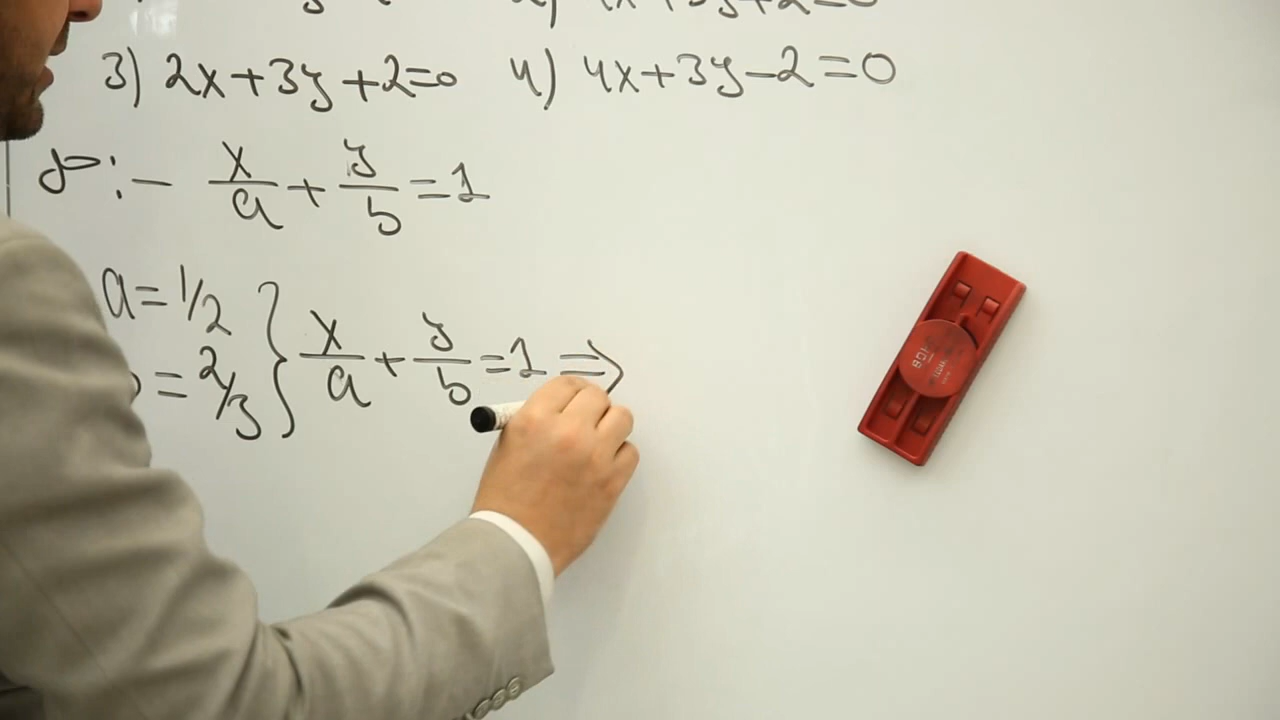 3) 2x+3y+2=0 4) 4x+3y-2=0
x/a + y/b = 1
a = 1/2
= 2/3 } x/a + y/b = 1 ⇒